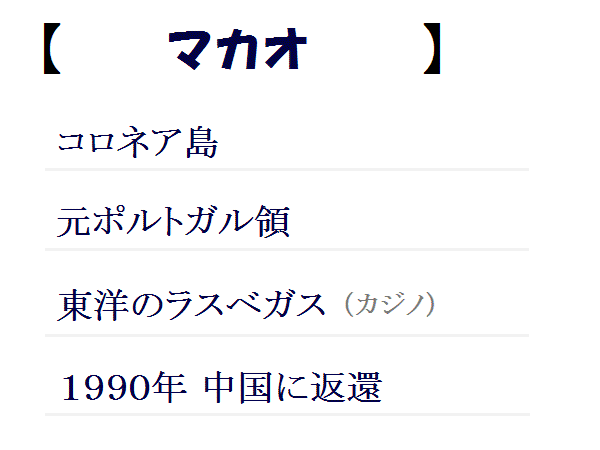 【 マカオ 】
コロネア島
元ポルトガル領
東洋のラスベガス（カジノ）
1990年 中国に返還